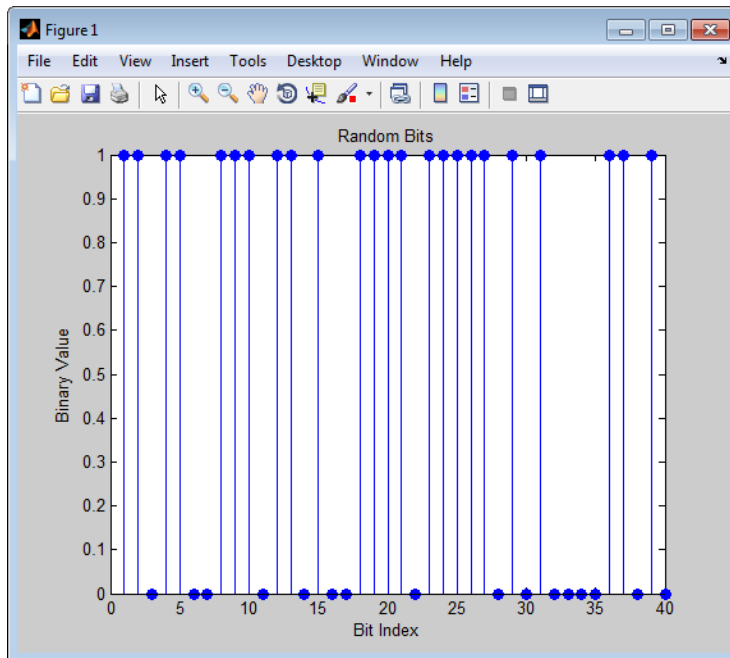 Figure 1
File Edit View Insert Tools Desktop Window Help
Random Bits
1
0.9
0.8
0.7
0.6
0.5
0.4
0.3
0.2
0.1
0
Binary Value
0 5 10 15 20 25 30 35 40
Bit Index